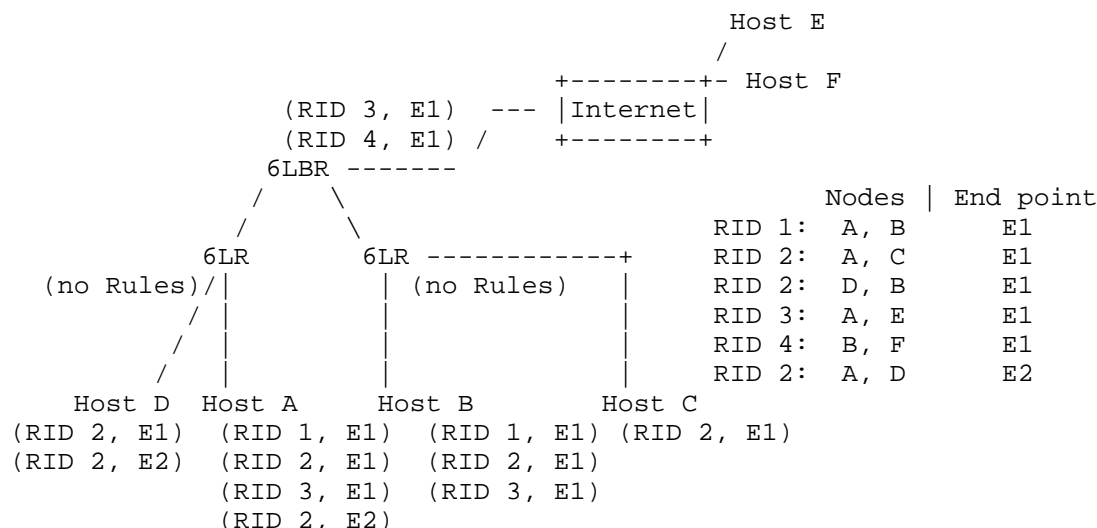 Host E
/
+--------+- Host F
(RID 3, E1) --- |Internet|
(RID 4, E1) / +--------+
6LBR -------
/ \ Nodes | End point
/ \ RID 1: A, B E1
6LR 6LR ------------+ RID 2: A, C E1
(no Rules)/| | (no Rules) | RID 2: D, B E1
/ | | | RID 3: A, E E1
/ | | | RID 4: B, F E1
/ | | | RID 2: A, D E2
Host D Host A Host B Host C
(RID 2, E1) (RID 1, E1) (RID 1, E1) (RID 2, E1)
(RID 2, E2) (RID 2, E1) (RID 2, E1)
(RID 3, E1) (RID 3, E1)
(RID 2, E2)